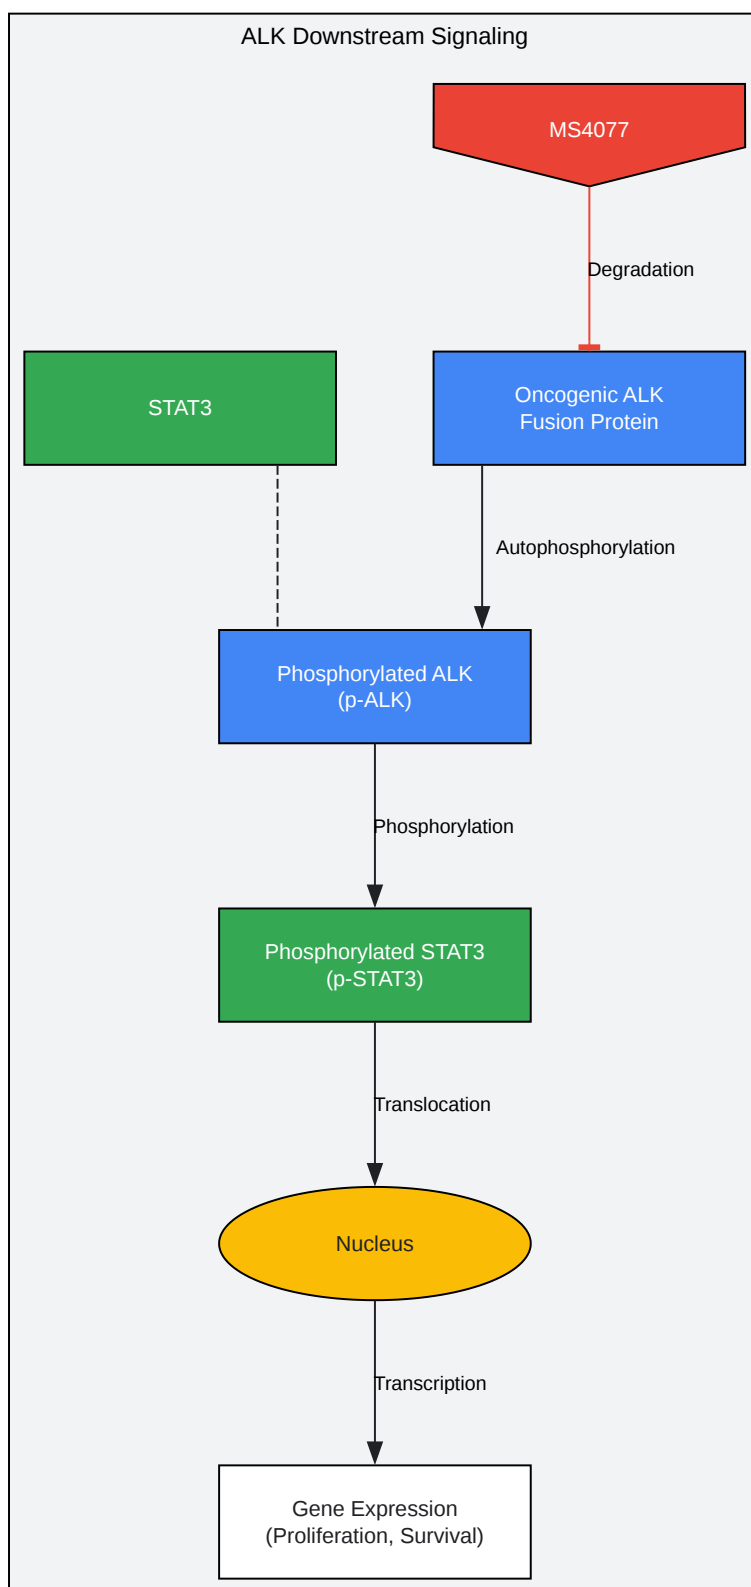 ALK Downstream Signaling
MS4077
Degradation
STAT3
Oncogenic ALK
Fusion Protein
Autophosphorylation
Phosphorylated ALK
(p-ALK)
Phosphorylation
Phosphorylated STAT3
(p-STAT3)
Translocation
Nucleus
Transcription
Gene Expression
(Proliferation, Survival)